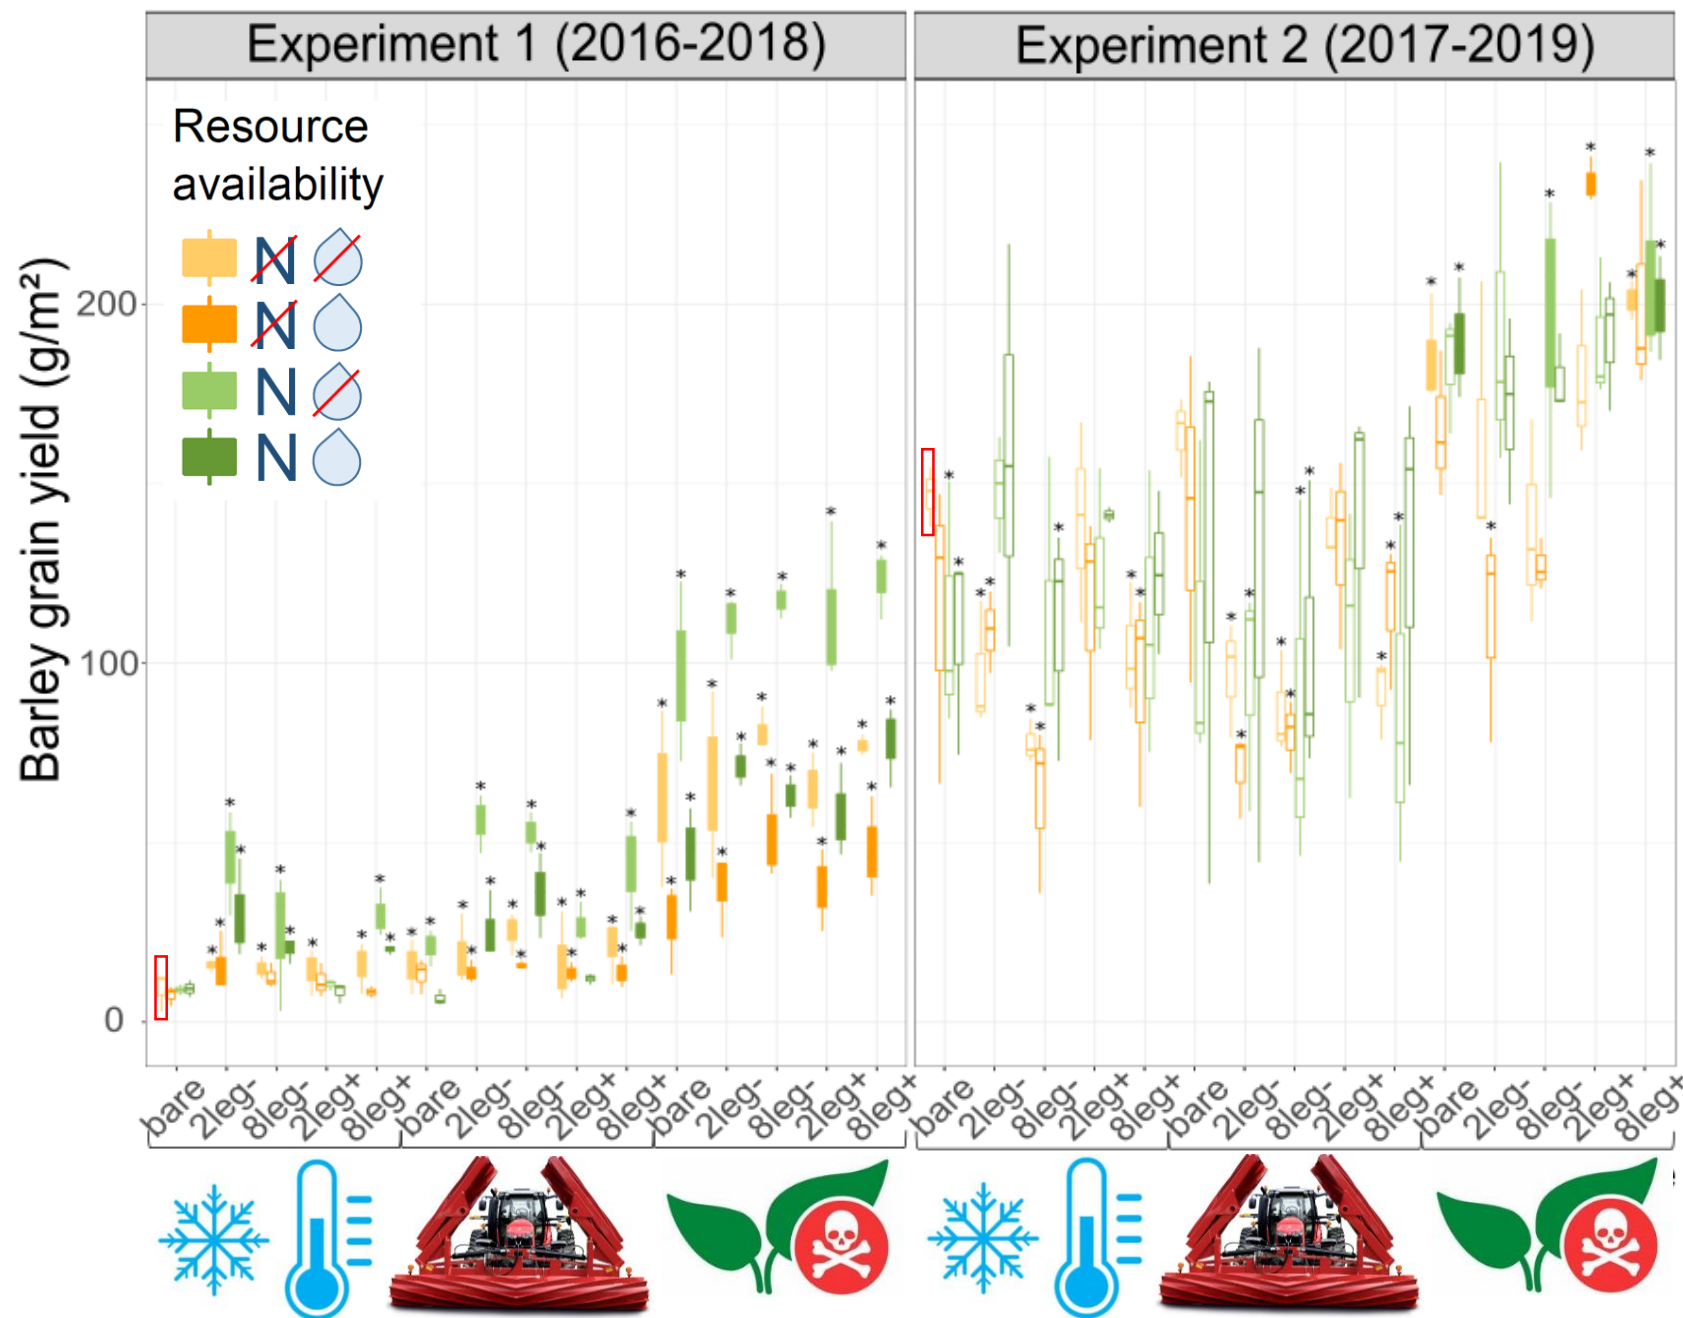 Experiment 1 (2016-2018)
Experiment 2 (2017-2019)
Resource
availability
N
N
N
N
Barley grain yield (g/m²)
200
100
0
bare
2leg-
8leg-
2leg+
8leg+
bare
2leg-
8leg-
2leg+
8leg+
bare
2leg-
8leg-
2leg+
8leg+
bare
2leg-
8leg-
2leg+
8leg+
bare
2leg-
8leg-
2leg+
8leg+
bare
2leg-
8leg-
2leg+
8leg+